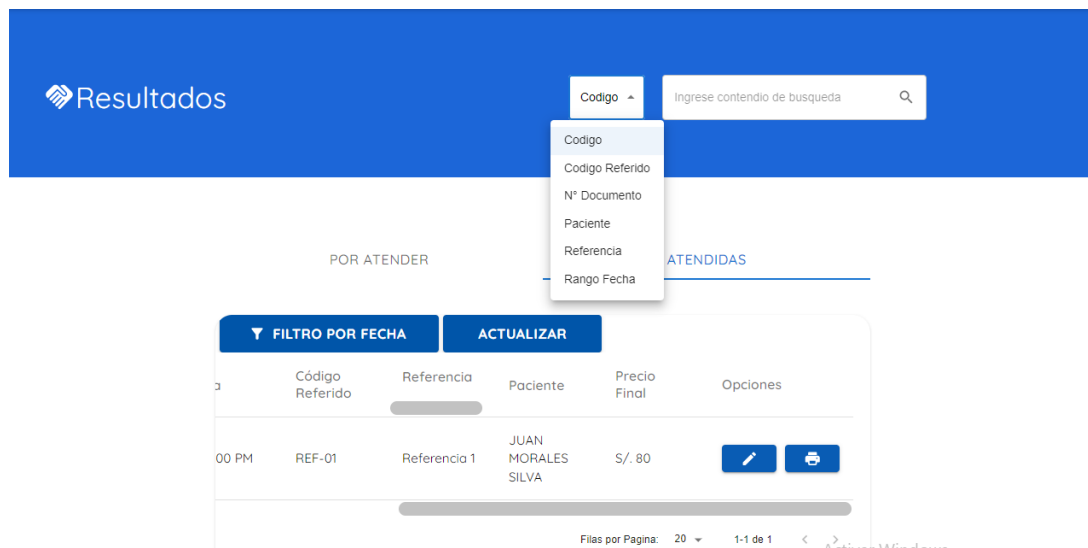 Resultados
Codigo
Ingrese contendio de busqueda
Codigo
Codigo Referido
N° Documento
Paciente
Referencia
Rango Fecha
POR ATENDER
ATENDIDAS
FILTRO POR FECHA
ACTUALIZAR
a
Código
Referido
Referencia
Paciente
Precio
Final
Opciones
00 PM
REF-01
Referencia 1
JUAN
MORALES
SILVA
S/. 80
Filas por Pagina:
20
1-1 de 1